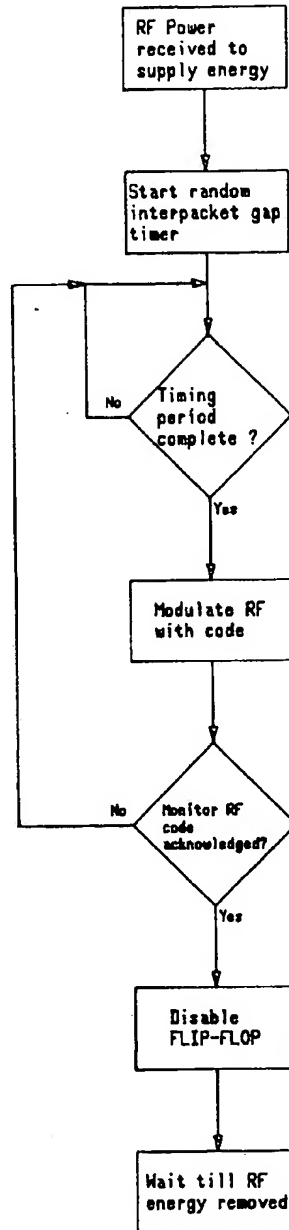 RF Power
received to
supply energy
Start random
interpacket gap
timer
No
Timing
period
complete ?
Yes
Modulate RF
with code
No
Monitor RF
code
acknowledged?
Yes
Disable
FLIP-FLOP
Wait till RF
energy removed